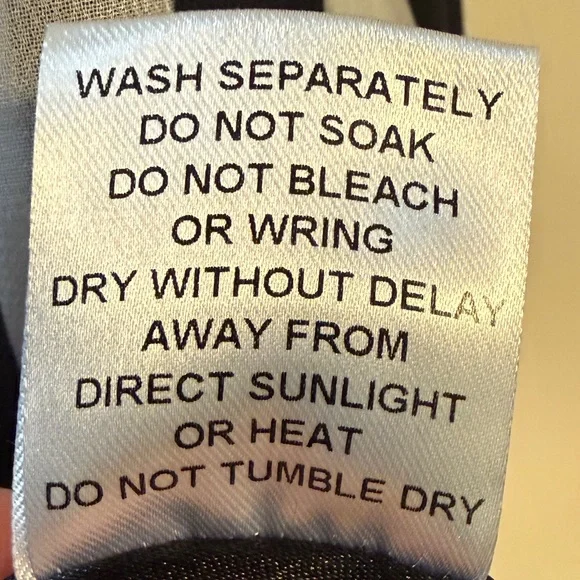 WASH SEPARATELY
DO NOT SOAK
DO NOT BLEACH
OR WRING
DRY WITHOUT DELAY
AWAY FROM
DIRECT SUNLIGHT
OR HEAT
DO NOT TUMBLE DRY